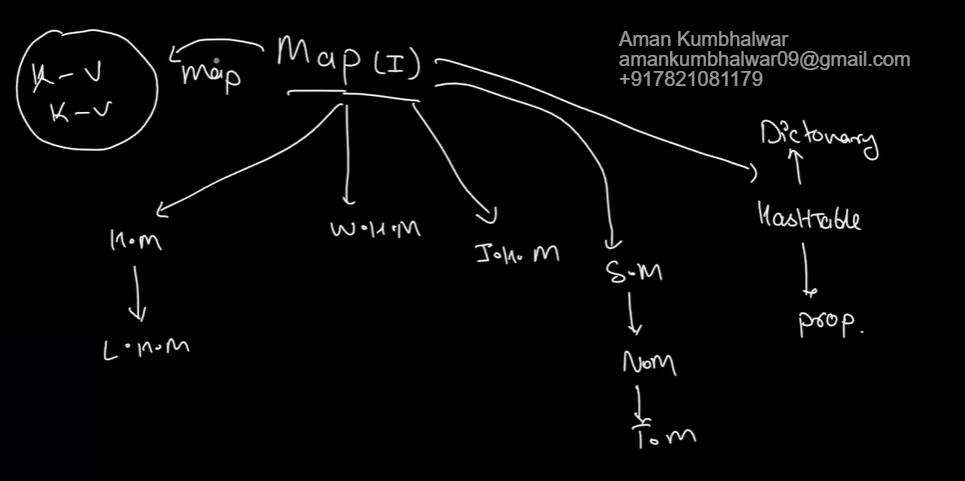 Aman Kumbhalwar
amankumbhalwar09@gmail.com
+917821081179
Map (I)
map
K - V
K - V
Dictonary
HashTable
prop.
H.M
W.H.M
I.H.M
S.M
L.H.M
N.M
T.M